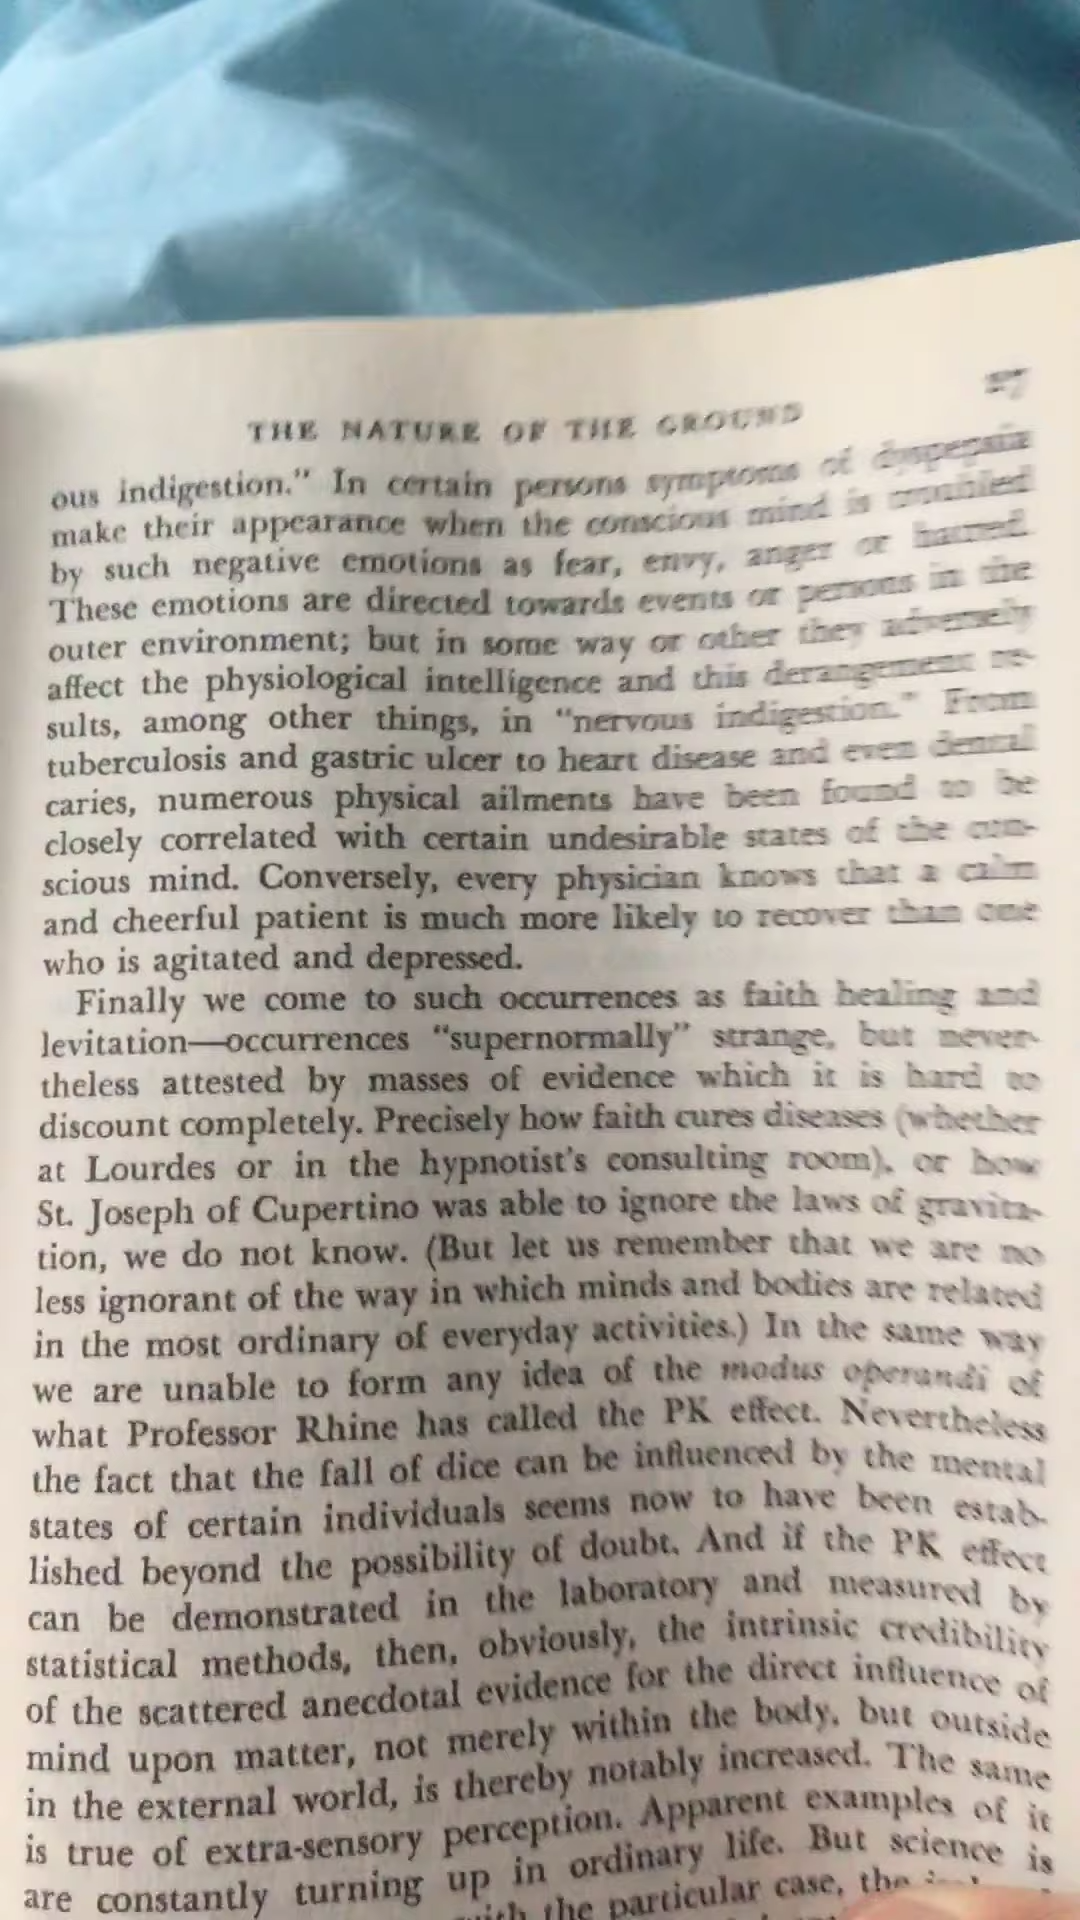 27
THE NATURE OF THE GROUND
ous indigestion." In certain persons symptoms of dyspepsia
make their appearance when the conscious mind is troubled
by such negative emotions as fear, envy, anger or hatred.
These emotions are directed towards events or persons in the
outer environment; but in some way or other they adversely
affect the physiological intelligence and this derangement re-
sults, among other things, in "nervous indigestion." From
tuberculosis and gastric ulcer to heart disease and even dental
caries, numerous physical ailments have been found to be
closely correlated with certain undesirable states of the con-
scious mind. Conversely, every physician knows that a calm
and cheerful patient is much more likely to recover than one
who is agitated and depressed.
Finally we come to such occurrences as faith healing and
levitation—occurrences "supernormally" strange, but never-
theless attested by masses of evidence which it is hard to
discount completely. Precisely how faith cures diseases (whether
at Lourdes or in the hypnotist's consulting room), or how
St. Joseph of Cupertino was able to ignore the laws of gravita-
tion, we do not know. (But let us remember that we are no
less ignorant of the way in which minds and bodies are related
in the most ordinary of everyday activities.) In the same way
we are unable to form any idea of the modus operandi of
what Professor Rhine has called the PK effect. Nevertheless
the fact that the fall of dice can be influenced by the mental
states of certain individuals seems now to have been estab-
lished beyond the possibility of doubt. And if the PK effect
can be demonstrated in the laboratory and measured by
statistical methods, then, obviously, the intrinsic credibility
of the scattered anecdotal evidence for the direct influence of
mind upon matter, not merely within the body, but outside
in the external world, is thereby notably increased. The same
is true of extra-sensory perception. Apparent examples of it
are constantly turning up in ordinary life. But science is
with the particular case, the